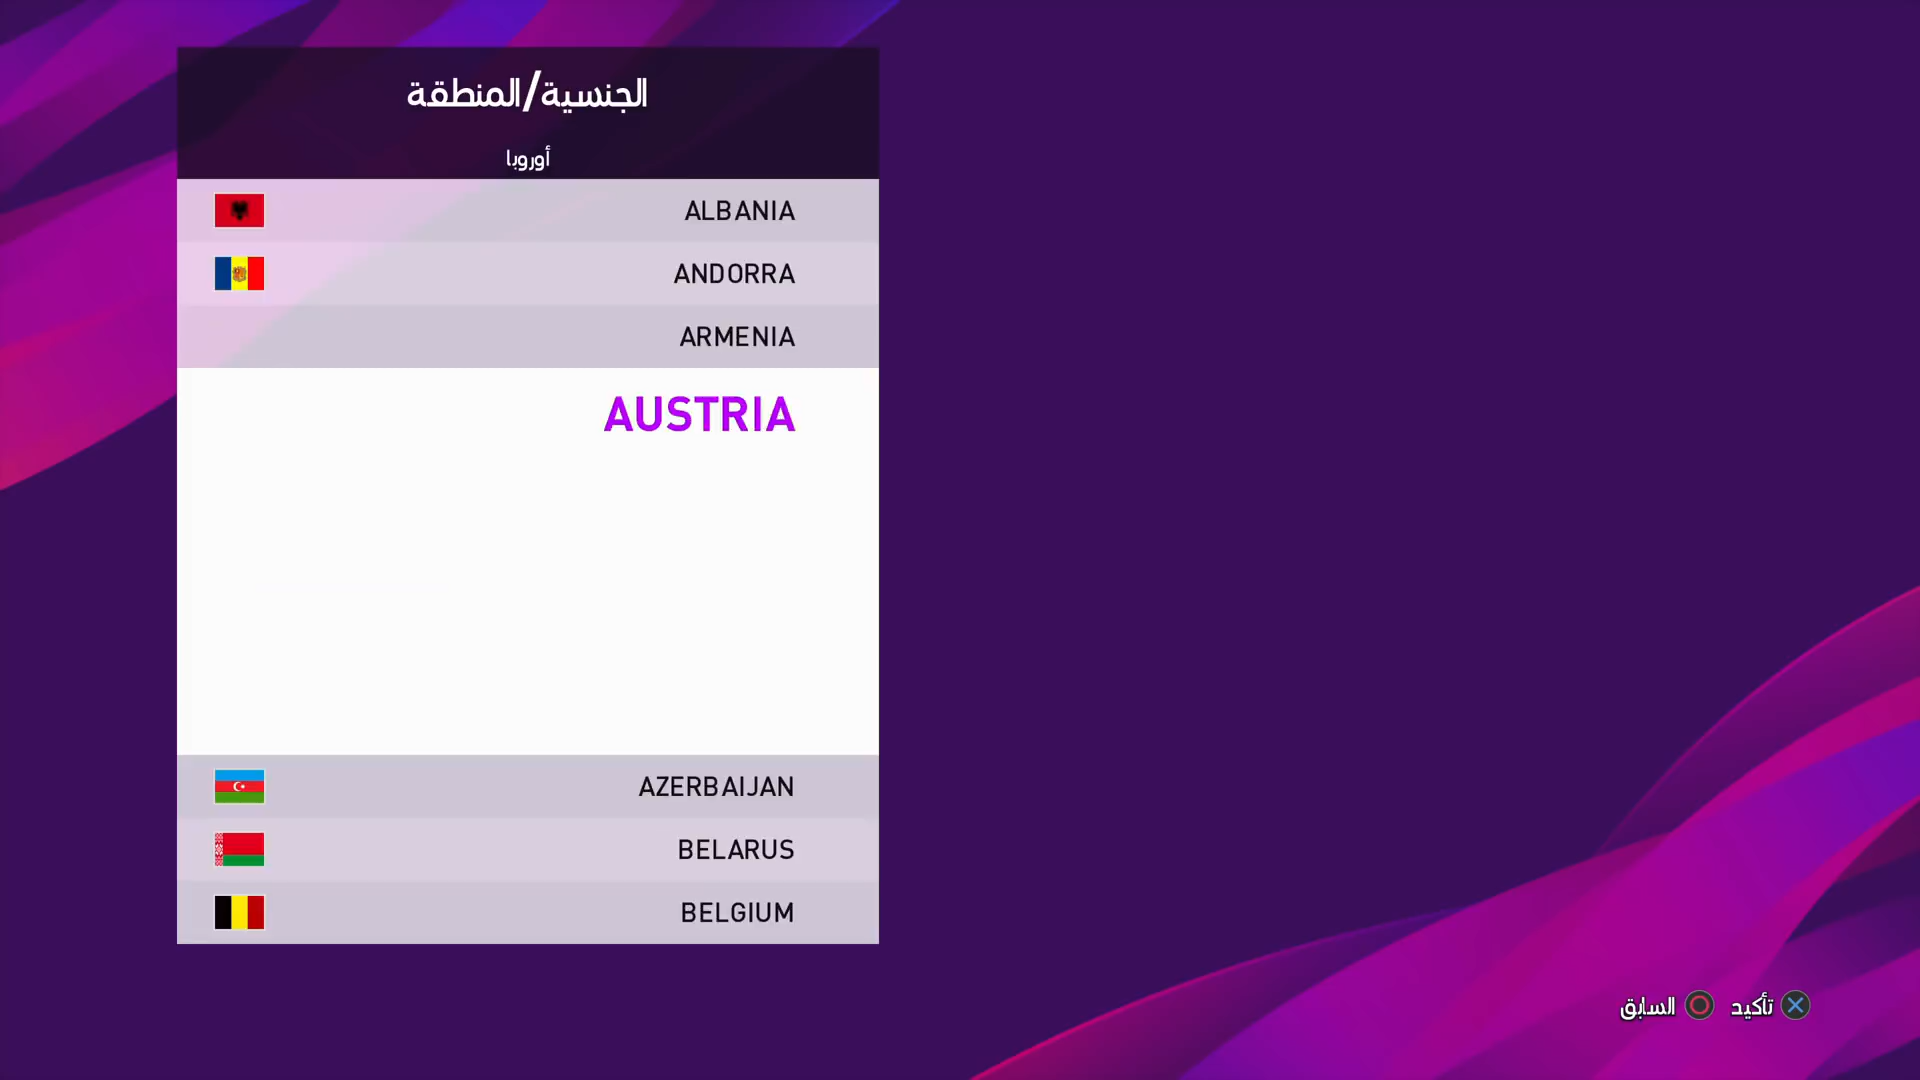 الجنسية/المنطقة
أوروبا
ALBANIA
ANDORRA
ARMENIA
AUSTRIA
AZERBAIJAN
BELARUS
BELGIUM
تأكيد السابق